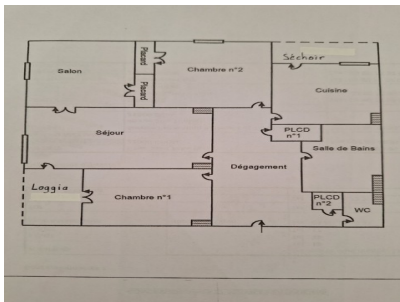 Séchoir
Salon
Placard
Placard
Chambre n°2
Cuisine
Séjour
PLCD
n°1
Salle de Bains
Dégagement
Loggia
Chambre n°1
PLCD
n°2
WC